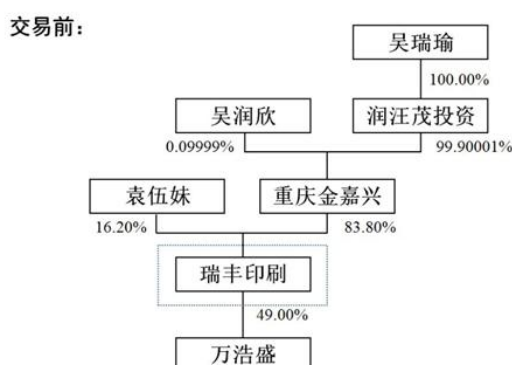 交易前：
吴瑞瑜
100.00%
吴润欣
润汪茂投资
0.09999%
99.90001%
袁伍妹
重庆金嘉兴
16.20%
83.80%
瑞丰印刷
49.00%
万浩盛